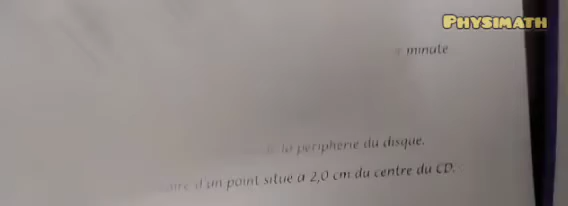 PHYSIMATH
minute
la périphérie du disque.
d'un point situé à 2,0 cm du centre du CD.